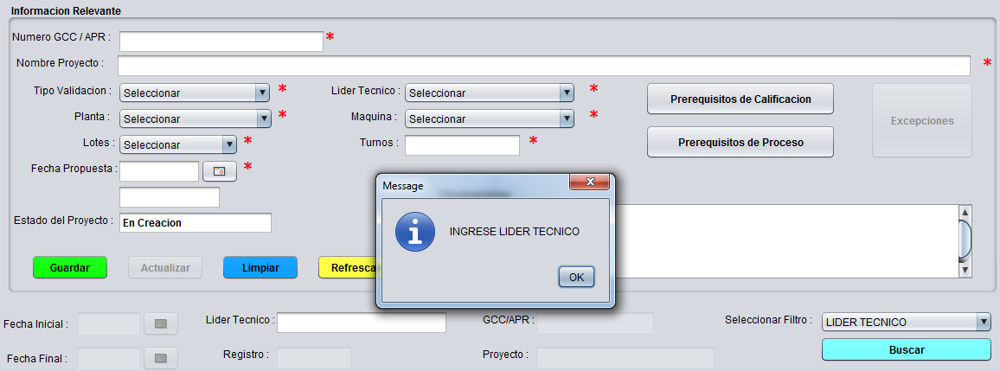 Informacion Relevante
Numero GCC / APR : *
Nombre Proyecto : *
Tipo Validacion : Seleccionar * Lider Tecnico : Seleccionar * Prerequisitos de Calificacion
Planta : Seleccionar * Maquina : Seleccionar * Excepciones
Lotes : Seleccionar * Turnos : * Prerequisitos de Proceso
Fecha Propuesta : *
Message
Estado del Proyecto : En Creacion
INGRESE LIDER TECNICO
Guardar Actualizar Limpiar Refresca
OK
Fecha Inicial : Lider Tecnico : GCC/APR : Seleccionar Filtro : LIDER TECNICO
Fecha Final : Registro : Proyecto : Buscar